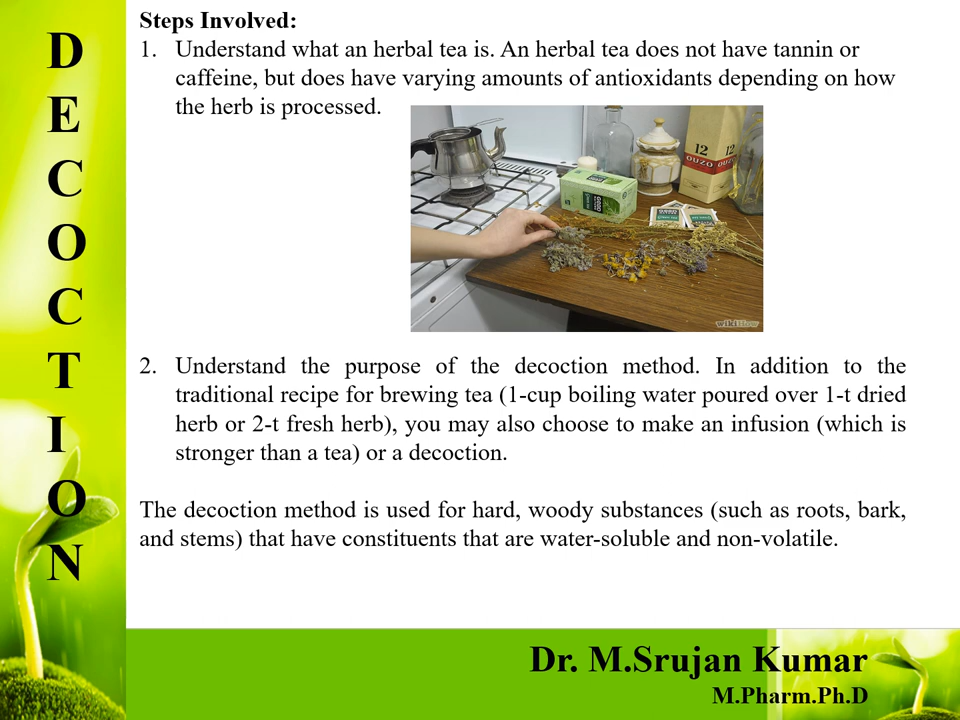 DECOCTION
Steps Involved:
1. Understand what an herbal tea is. An herbal tea does not have tannin or
caffeine, but does have varying amounts of antioxidants depending on how
the herb is processed.
12
12
OUZO
OUZO
wikiHow
2. Understand the purpose of the decoction method. In addition to the
traditional recipe for brewing tea (1-cup boiling water poured over 1-t dried
herb or 2-t fresh herb), you may also choose to make an infusion (which is
stronger than a tea) or a decoction.
The decoction method is used for hard, woody substances (such as roots, bark,
and stems) that have constituents that are water-soluble and non-volatile.
Dr. M.Srujan Kumar
M.Pharm.Ph.D